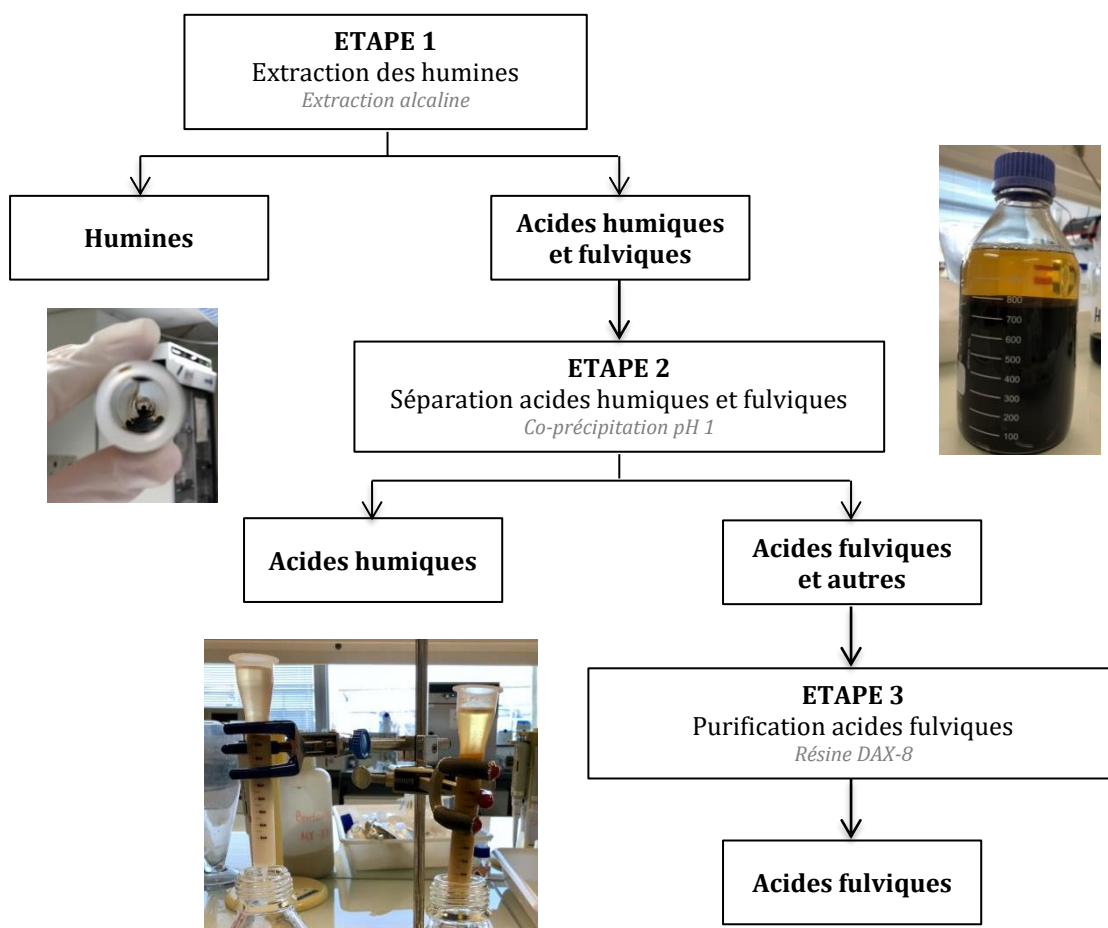 ETAPE 1
Extraction des humines
Extraction alcaline
Humines
Acides humiques
et fulviques
ETAPE 2
Séparation acides humiques et fulviques
Co-précipitation pH 1
800
700
600
500
400
300
200
100
Acides humiques
Acides fulviques
et autres
ETAPE 3
Purification acides fulviques
Résine DAX-8
Acides fulviques